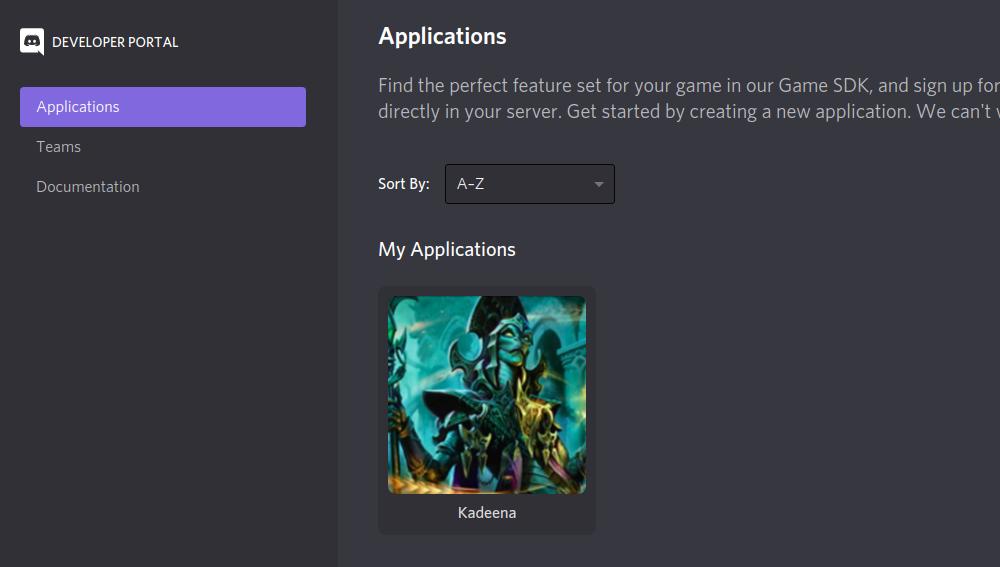 DEVELOPER PORTAL
Applications
Teams
Documentation
Applications
Find the perfect feature set for your game in our Game SDK, and sign up for
directly in your server. Get started by creating a new application. We can't
Sort By: A-Z
My Applications
Kadeena